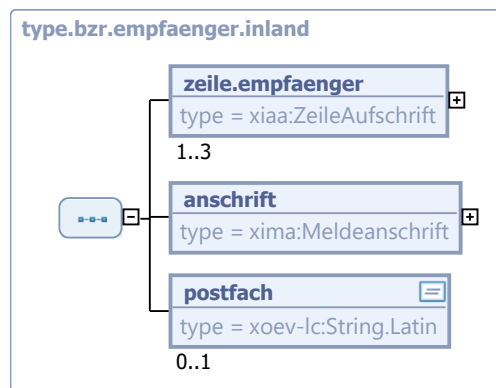 type.bzr.empfaenger.inland
zeile.empfaenger
type = xiaa:ZeileAufschrift
1..3
anschrift
type = xima:Meldeanschrift
postfach
type = xoev-lc:String.Latin
0..1